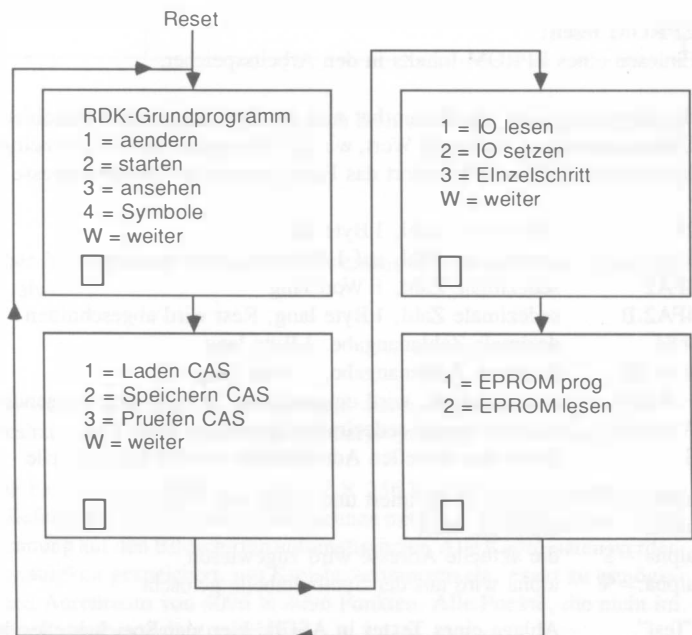 Reset
RDK-Grundprogramm
1 = aendern
2 = starten
3 = ansehen
4 = Symbole
W = weiter
1 = Laden CAS
2 = Speichern CAS
3 = Pruefen CAS
W = weiter
1 = IO lesen
2 = IO setzen
3 = EInzelschritt
W = weiter
1 = EPROM prog
2 = EPROM lesen